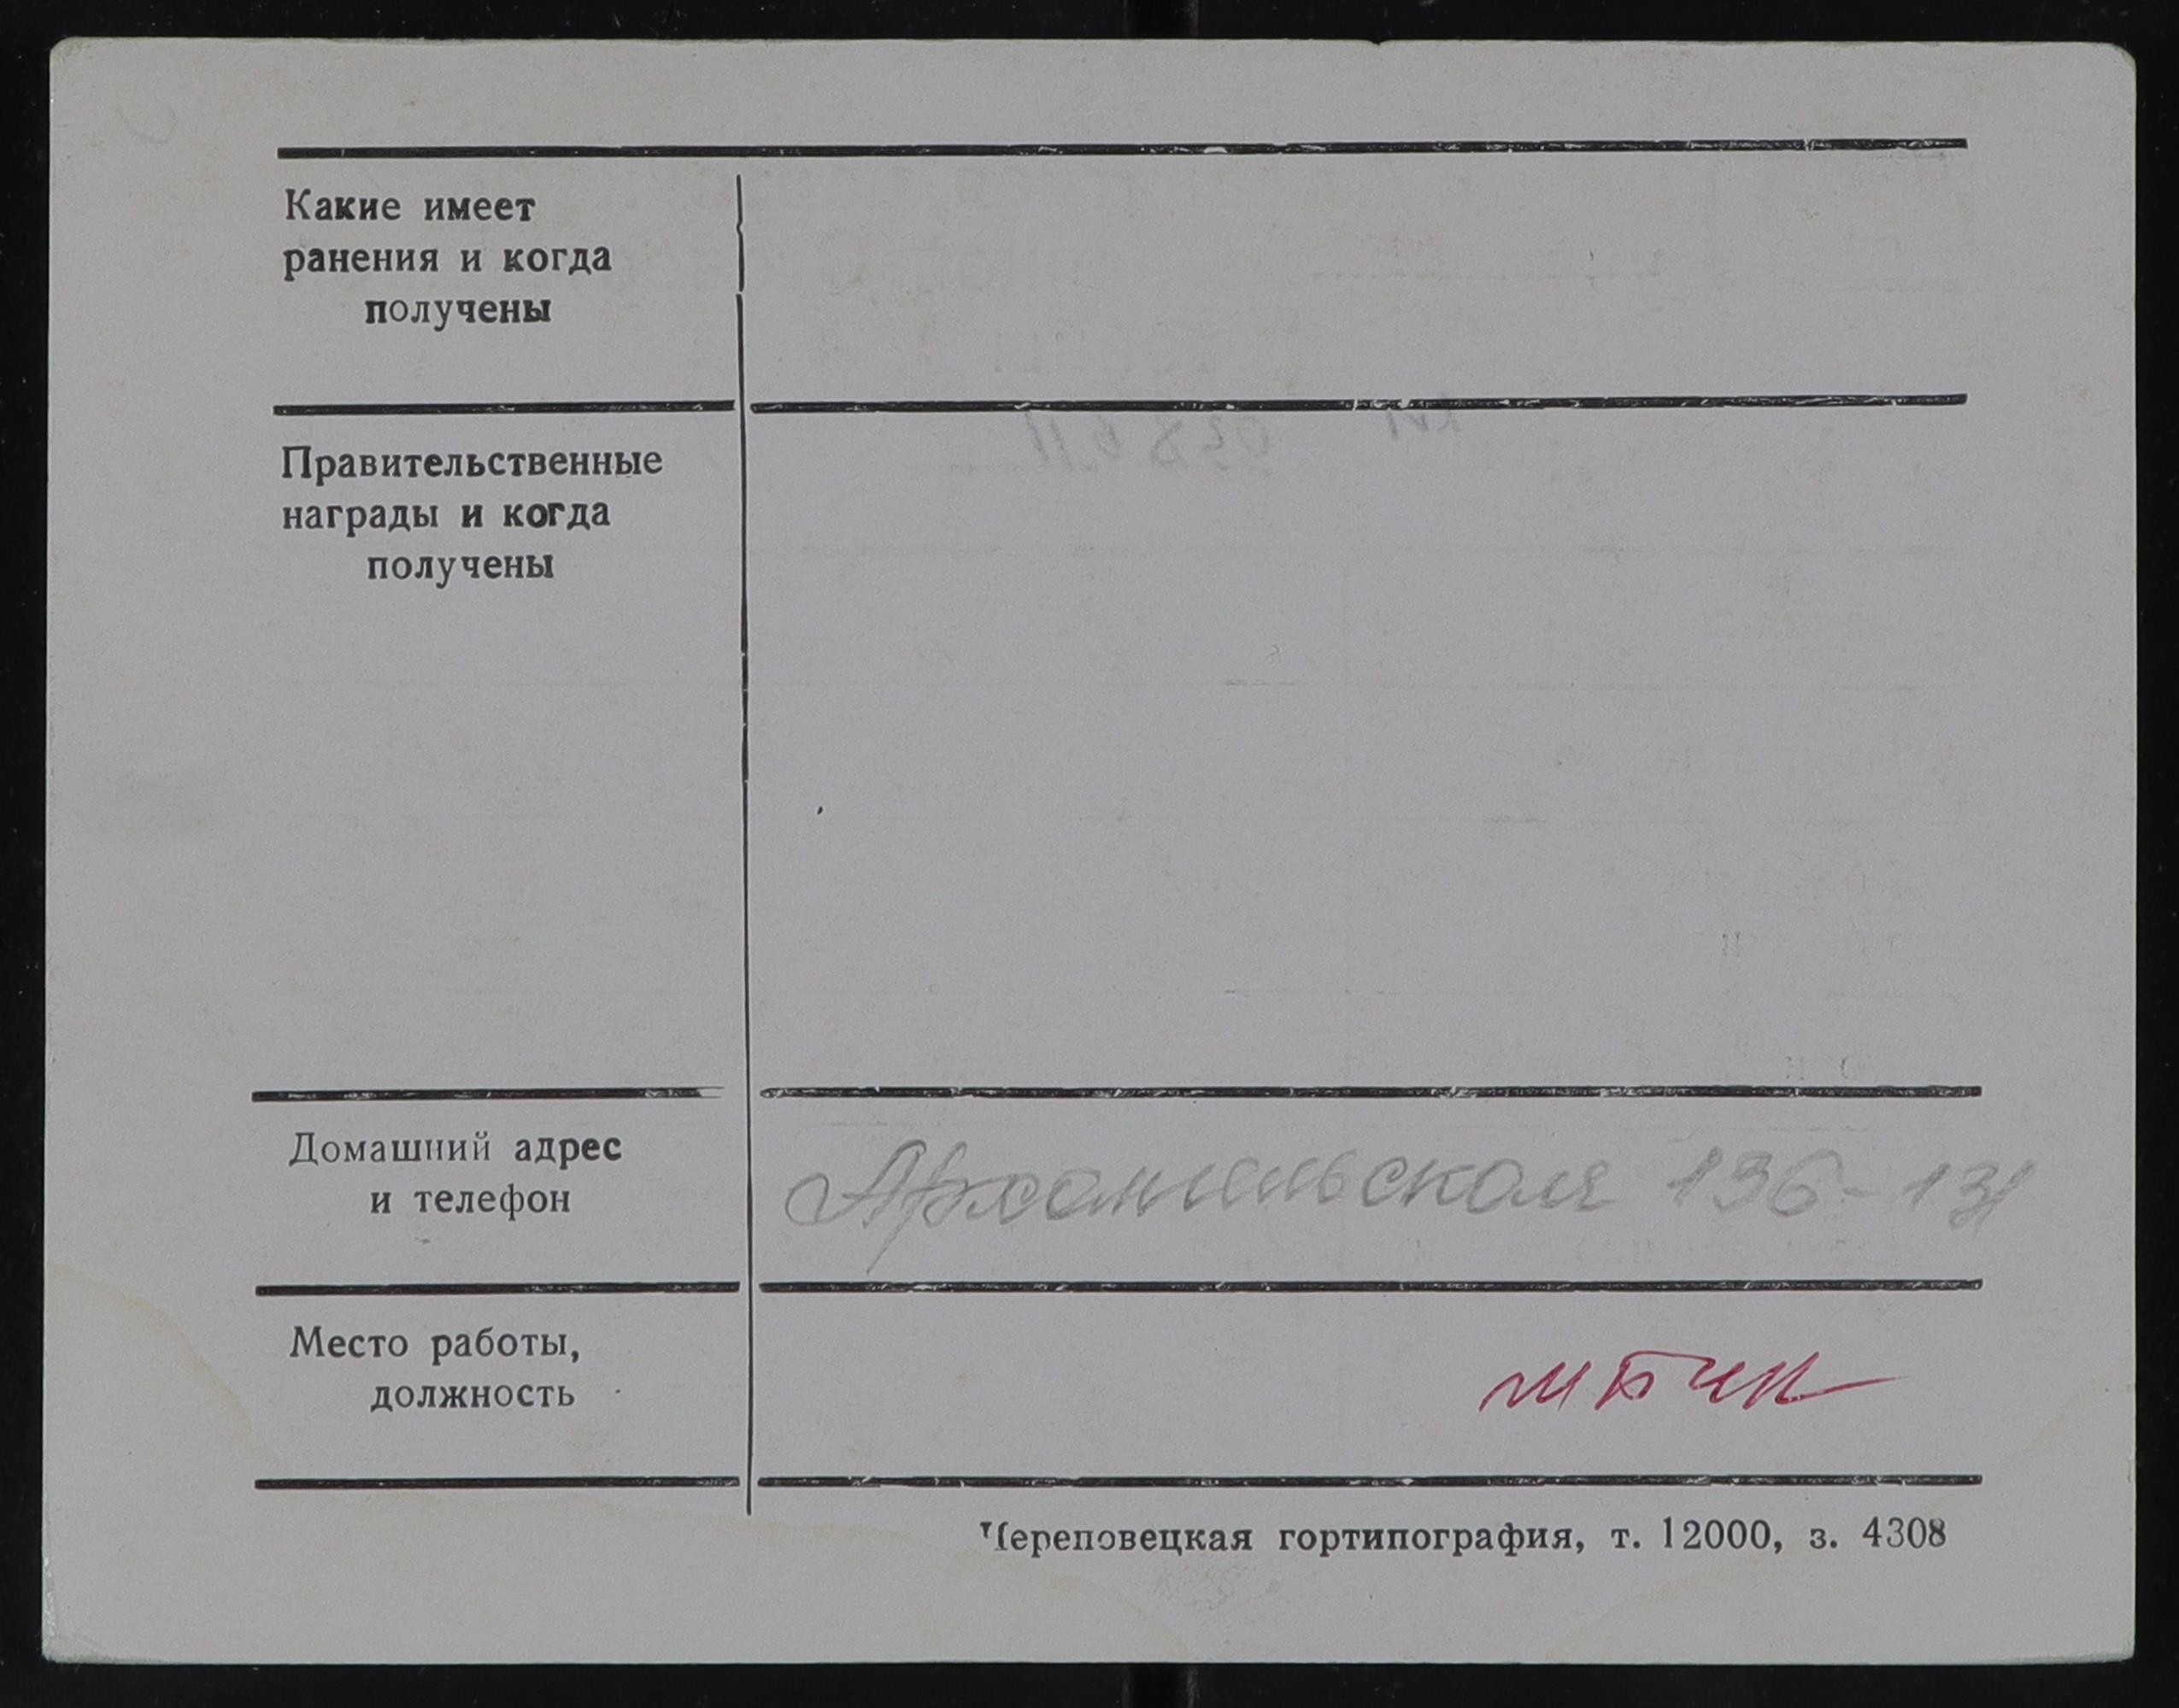 Какие имеет
ранения и когда
получены
Правительственные
награды и когда
получены
Домашний адрес
и телефон
Архангельская 136-131
Место работы,
должность
Череповецкая гортипография, т. 12000, з. 4308